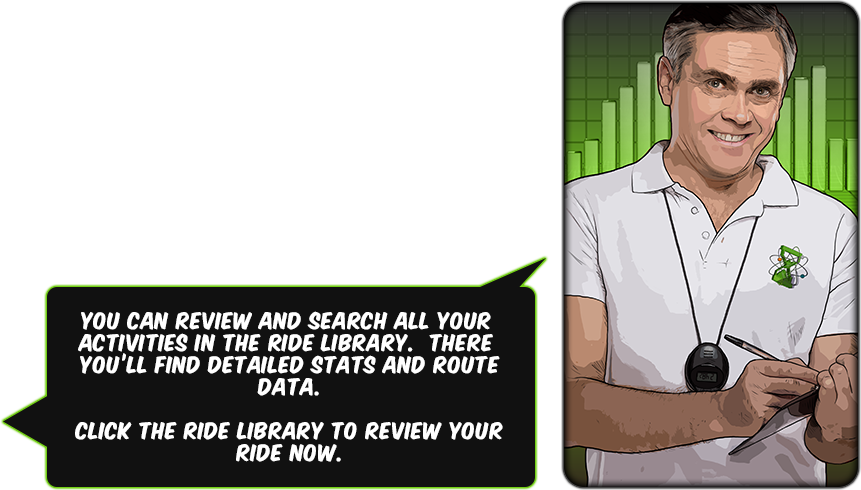 YOU CAN REVIEW AND SEARCH ALL YOUR
ACTIVITIES IN THE RIDE LIBRARY. THERE
YOU'LL FIND DETAILED STATS AND ROUTE
DATA.
CLICK THE RIDE LIBRARY TO REVIEW YOUR
RIDE NOW.